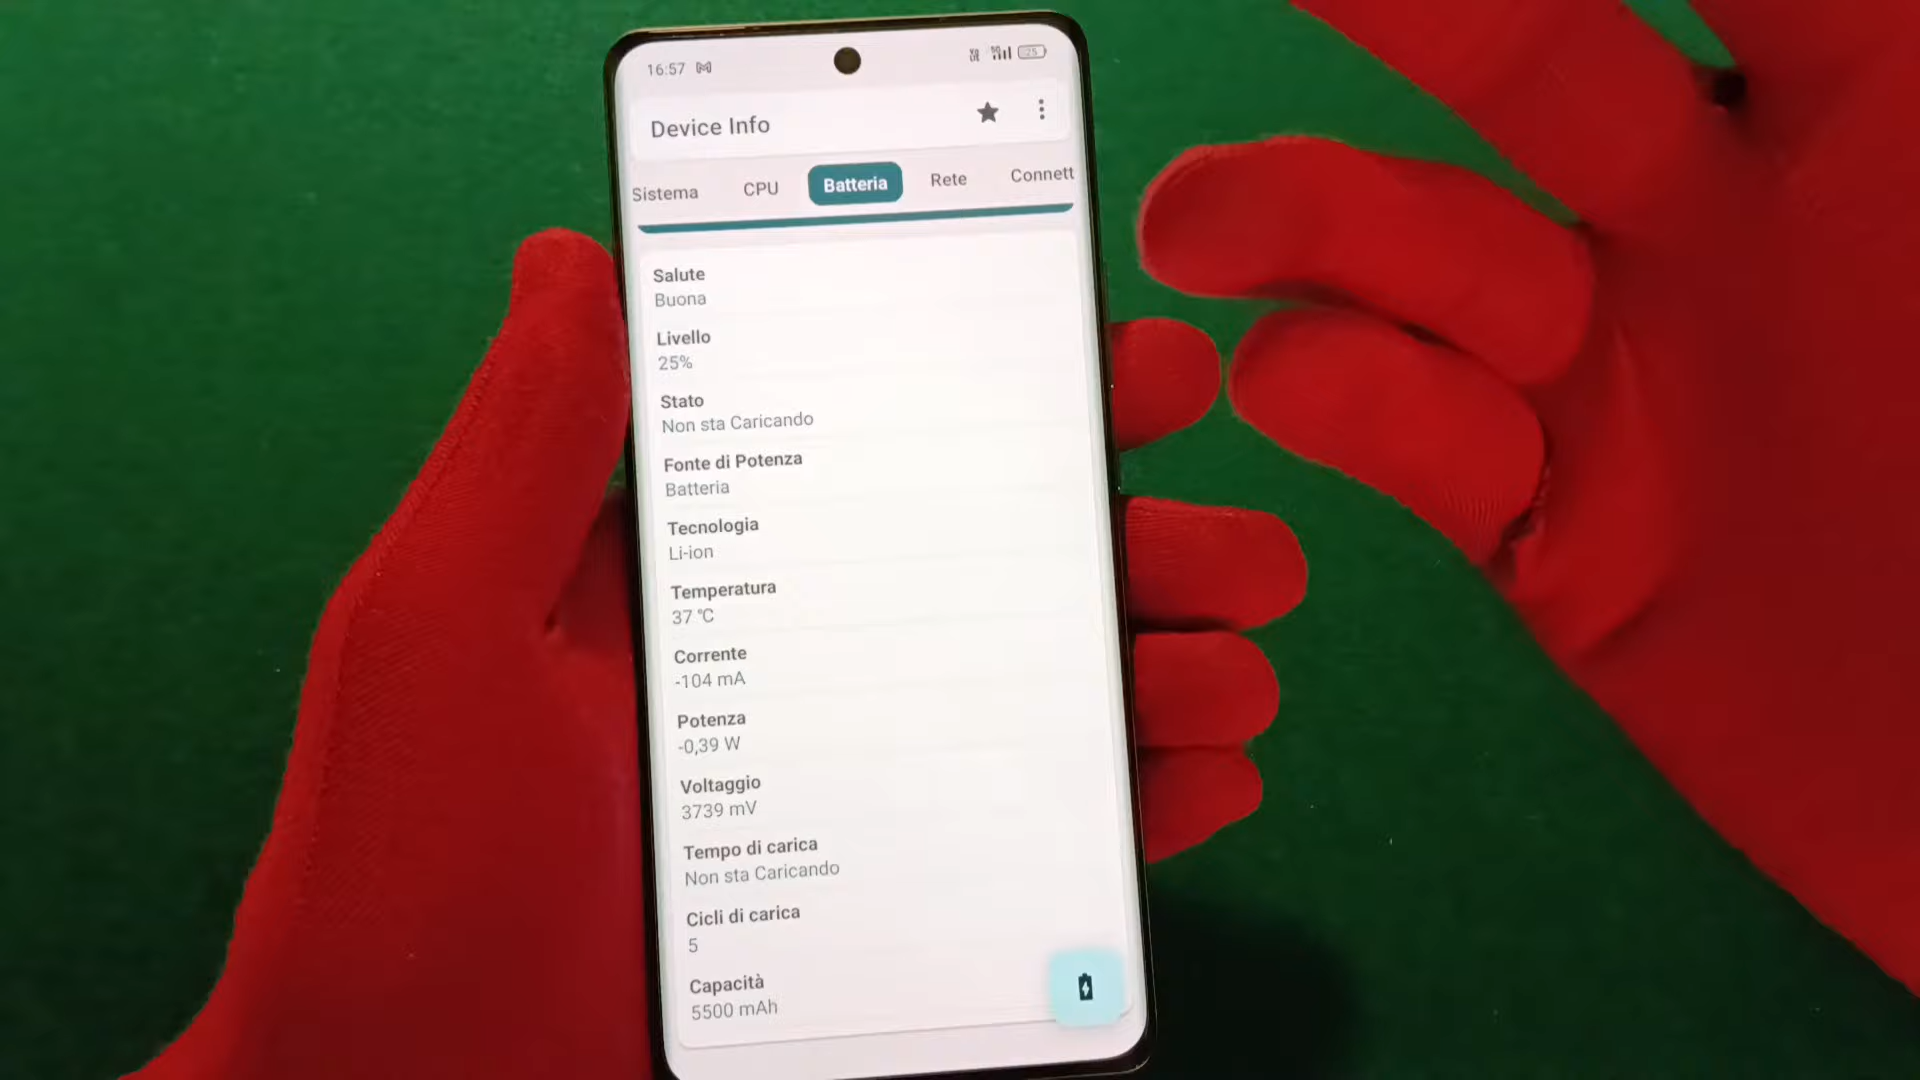 16:57
5G
25
Device Info
Sistema CPU Batteria Rete Connett
Salute
Buona
Livello
25%
Stato
Non sta Caricando
Fonte di Potenza
Batteria
Tecnologia
Li-ion
Temperatura
37 °C
Corrente
-104 mA
Potenza
-0,39 W
Voltaggio
3739 mV
Tempo di carica
Non sta Caricando
Cicli di carica
5
Capacità
5500 mAh